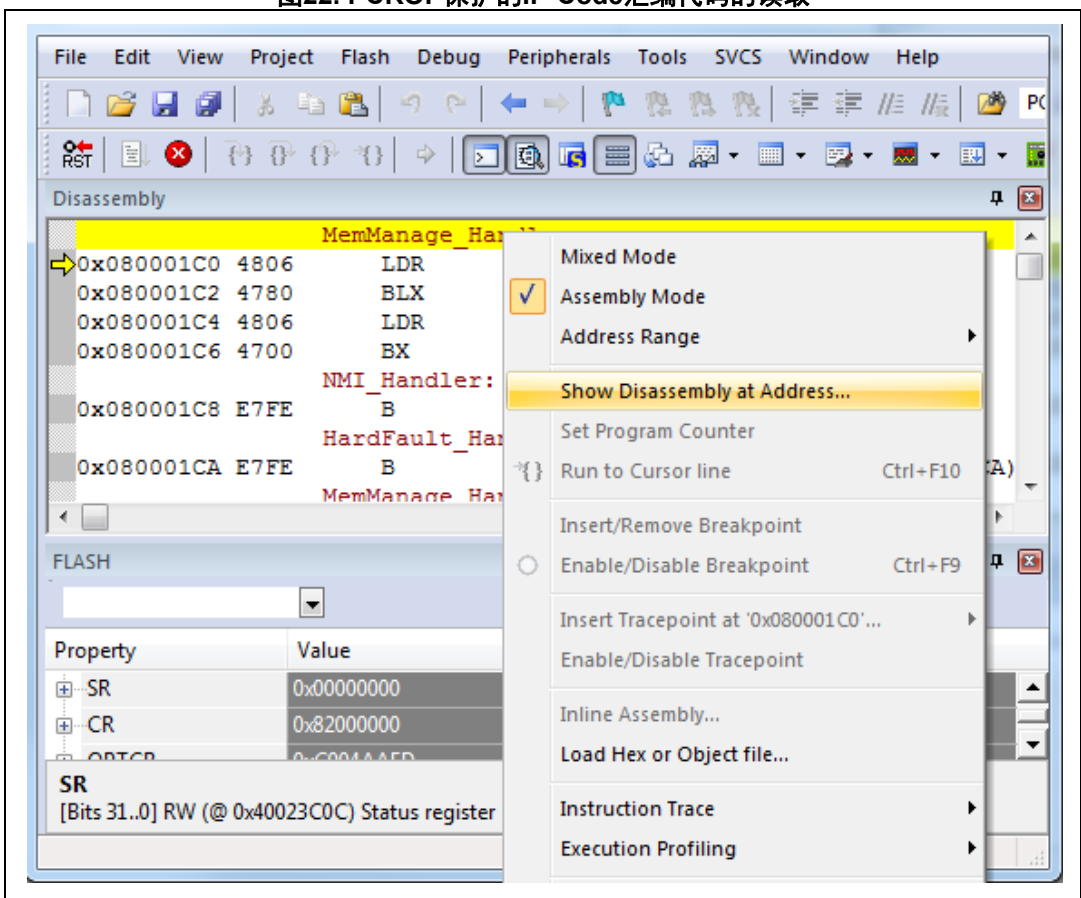 File Edit View Project Flash Debug Peripherals Tools SVCS Window Help
RST
Disassembly
0x080001C0 4806 LDR
0x080001C2 4780 BLX
0x080001C4 4806 LDR
0x080001C6 4700 BX
NMI_Handler:
0x080001C8 E7FE B
0x080001CA E7FE B
FLASH
Property Value
SR 0x00000000
CR 0x82000000
SR
[Bits 31..0] RW (@ 0x40023C0C) Status register
Mixed Mode
Assembly Mode
Address Range
Show Disassembly at Address...
Set Program Counter
Run to Cursor line Ctrl+F10
Insert/Remove Breakpoint
Enable/Disable Breakpoint Ctrl+F9
Insert Tracepoint at '0x080001C0'...
Enable/Disable Tracepoint
Inline Assembly...
Load Hex or Object file...
Instruction Trace
Execution Profiling